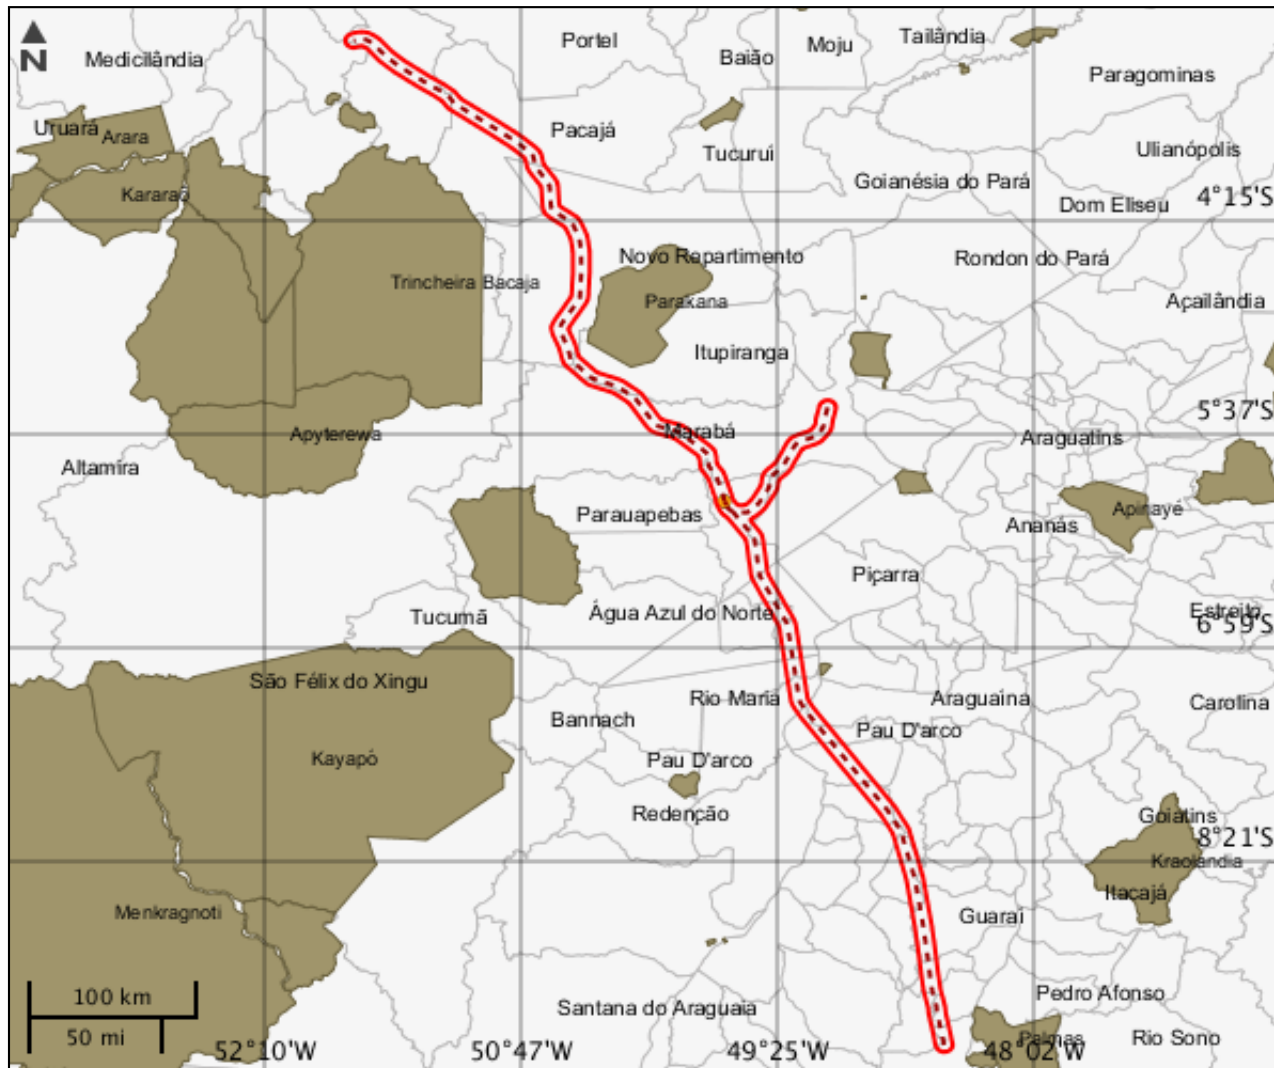 N
Portel
Moju
Tailândia
Baião
Medicilândia
Paragominas
Uruará
Arara
Pacajá
Tucuruí
Ulianópolis
Kararaô
Goianésia do Pará
Dom Eliseu
4°15'S
Novo Repartimento
Rondon do Pará
Trincheira Bacaja
Parakana
Açailândia
Itupiranga
5°37'S
Marabá
Apyterewa
Araguatins
Altamira
Parauapebas
Apinayé
Ananás
Piçarra
Tucumã
Água Azul do Norte
Estreito
6°59'S
São Félix do Xingu
Rio Maria
Araguaina
Carolina
Bannach
Pau D'arco
Kayapó
Pau D'arco
Redenção
Goiatins
8°21'S
Kraolandia
Itacajá
Menkragnoti
Guaraí
100 km
Pedro Afonso
Santana do Araguaia
50 mi
Palmas
Rio Sono
52°10'W
50°47'W
49°25'W
48°02'W